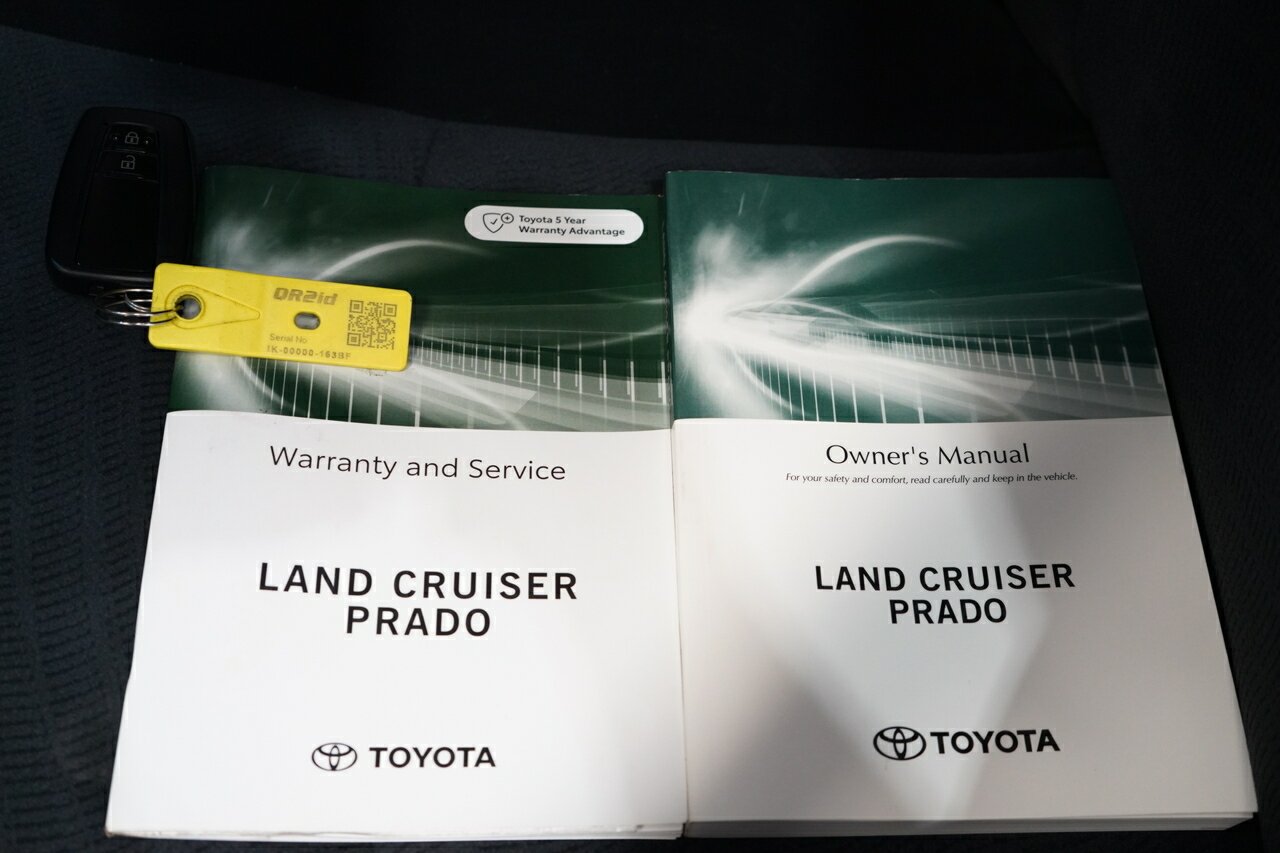 Toyota 5 Year
Warranty Advantage
QR2id
Serial No
TK-00000-163BF
Warranty and Service
LAND CRUISER
PRADO
TOYOTA
Owner's Manual
For your safety and comfort, read carefully and keep in the vehicle.
LAND CRUISER
PRADO
TOYOTA